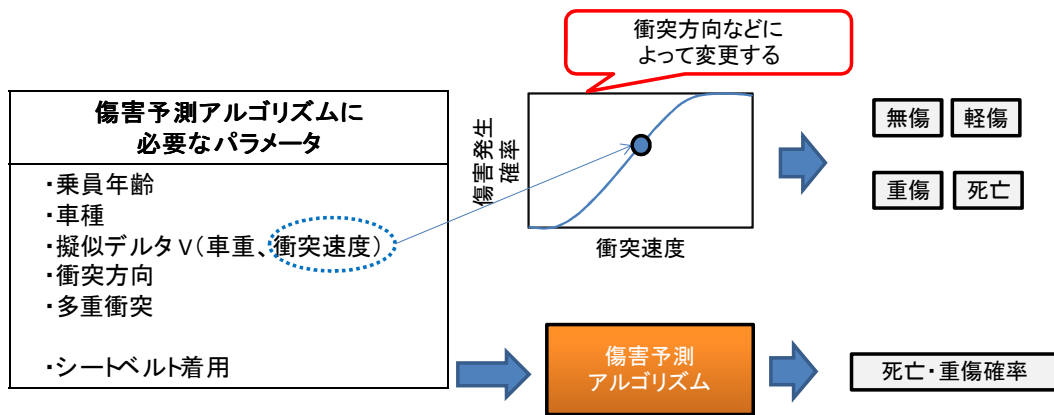 衝突方向などに
よって変更する
傷害予測アルゴリズムに
必要なパラメータ
・乗員年齢
・車種
・擬似デルタV(車重、衝突速度)
・衝突方向
・多重衝突
・シートベルト着用
傷害発生
確率
衝突速度
無傷
軽傷
重傷
死亡
傷害予測
アルゴリズム
死亡・重傷確率